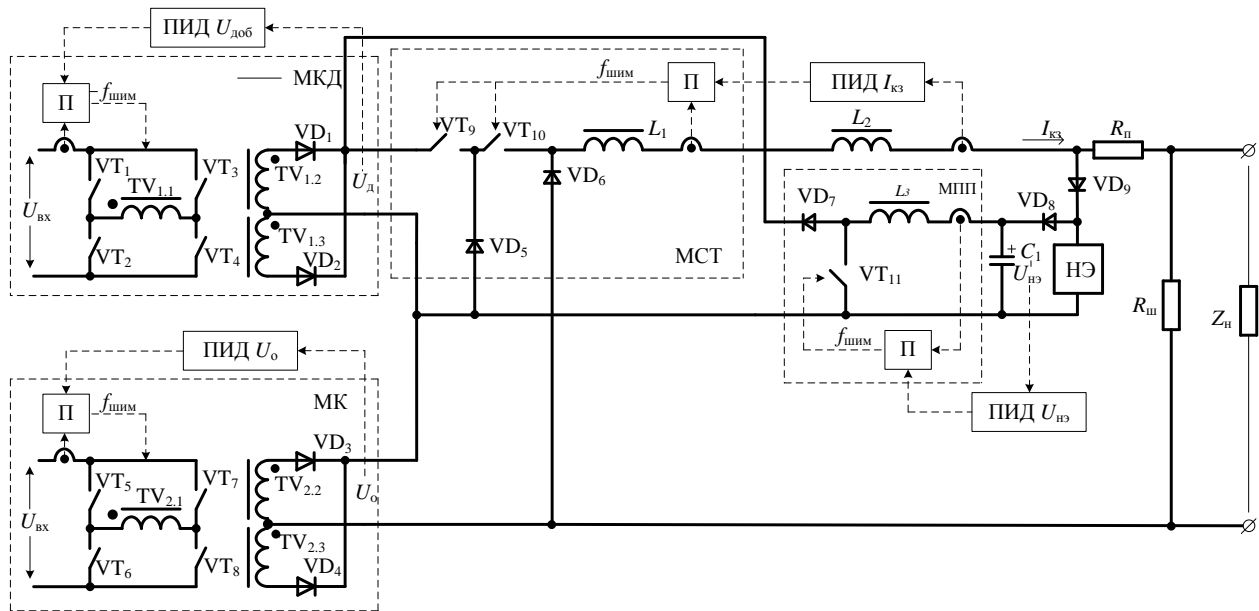 ПИД Uдоб
МКД
П
fшим
VD1
VT1
VT3
TV1.1
TV1.2
Uвх
Uд
VT2
VT4
TV1.3
VD2
fшим
П
ПИД Iкз
VT9
VT10
L1
L2
Iкз
Rп
VD6
VD5
МСТ
VD7
L3
МПП
VD8
VD9
VT11
+
C1
Uнэ
НЭ
Rш
Zн
fшим
П
ПИД Uнэ
ПИД Uо
МК
П
fшим
VD3
VT5
VT7
TV2.1
TV2.2
Uвх
Uо
VT6
VT8
TV2.3
VD4